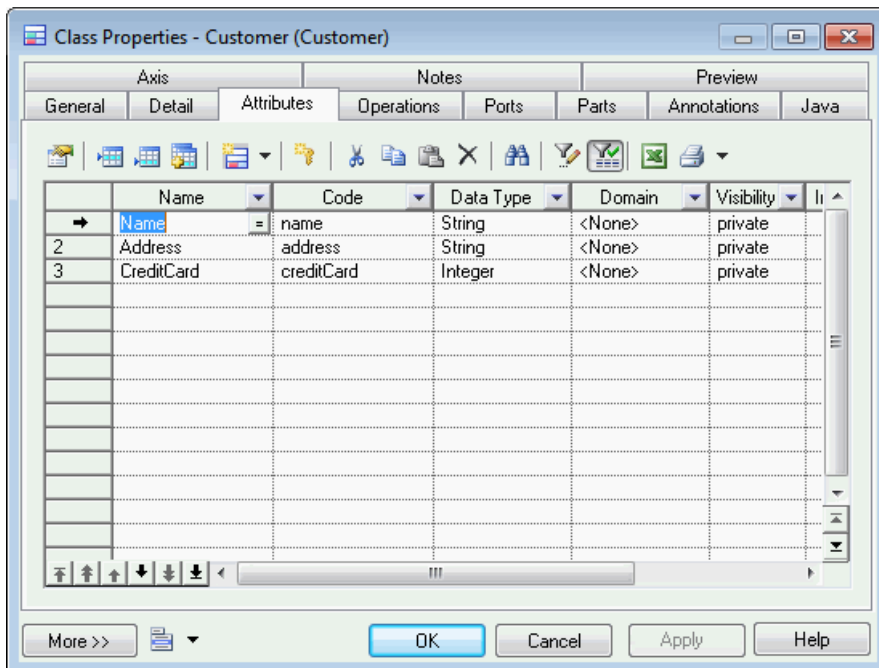 Class Properties - Customer (Customer)
Axis Notes Preview
General Detail Attributes Operations Ports Parts Annotations Java
Name Code Data Type Domain Visibility
Name = name String <None> private
2 Address address String <None> private
3 CreditCard creditCard Integer <None> private
More >> OK Cancel Apply Help